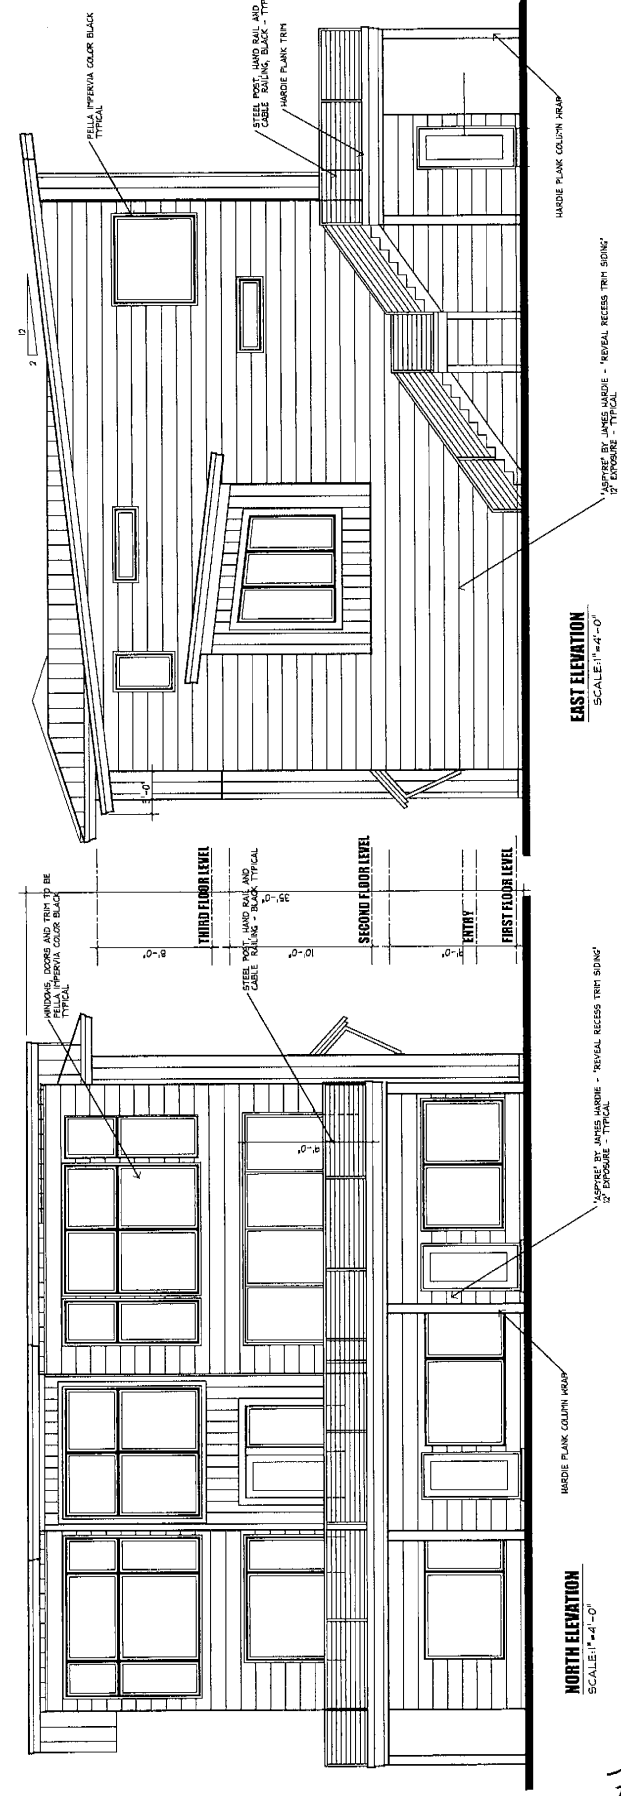 PELLA IMPERVIA COLOR BLACK
TYPICAL
STEEL POST, HAND RAIL AND
CABLE RAILING, BLACK - TYP
HARDIE PLANK TRIM
12
2
HARDIE PLANK COLUMN WRAP
'ASPYRE' BY JAMES HARDIE - 'REVEAL RECESS TRIM SIDING'
12" EXPOSURE - TYPICAL
EAST ELEVATION
SCALE:1"=4'-0"
WINDOWS, DOORS AND TRIM TO BE
PELLA IMPERVIA COLOR BLACK
TYPICAL
STEEL POST, HAND RAIL AND
CABLE RAILING - BLACK TYPICAL
8'-0"
THIRD FLOOR LEVEL
35'-0"
10'-0"
SECOND FLOOR LEVEL
9'-0"
ENTRY
FIRST FLOOR LEVEL
9'-0"
'ASPYRE' BY JAMES HARDIE - 'REVEAL RECESS TRIM SIDING'
12" EXPOSURE - TYPICAL
HARDIE PLANK COLUMN WRAP
NORTH ELEVATION
SCALE:1"=4'-0"